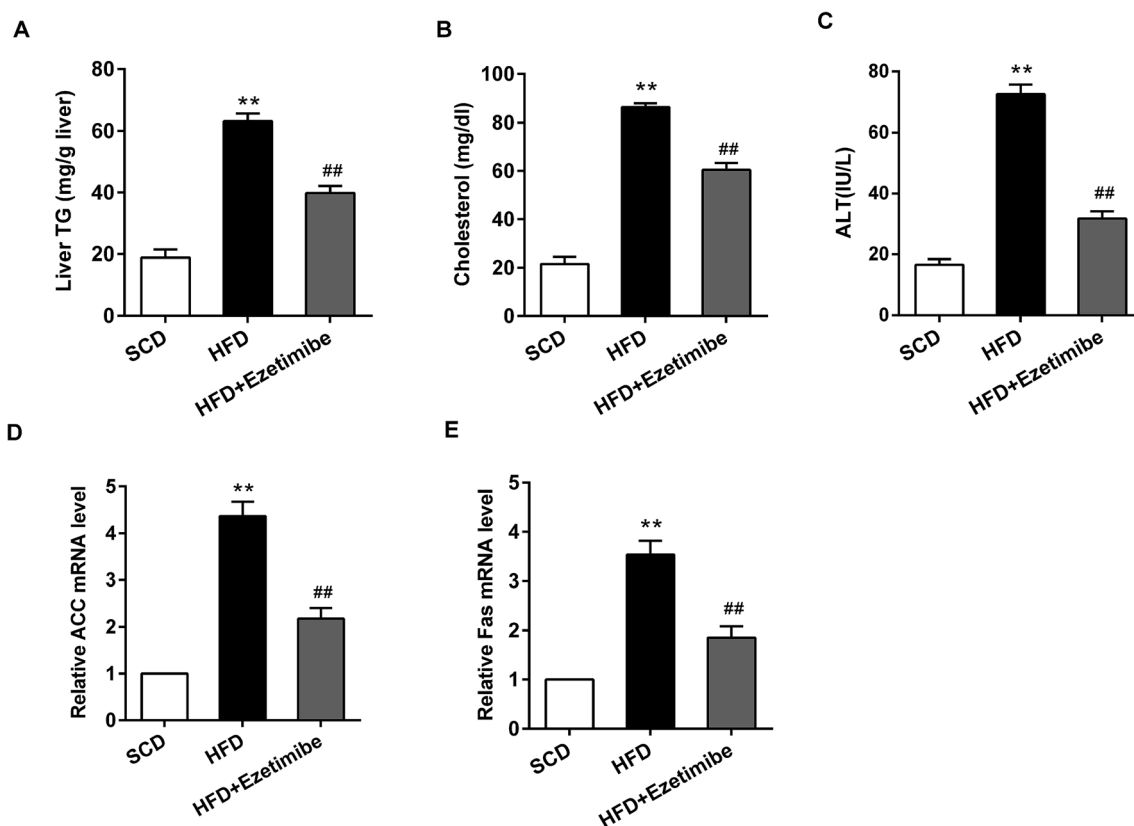 A
Liver TG (mg/g liver)
80
60
40
20
0
**
##
SCD
HFD
HFD+Ezetimibe
B
Cholesterol (mg/dl)
100
80
60
40
20
0
**
##
SCD
HFD
HFD+Ezetimibe
C
ALT(IU/L)
80
60
40
20
0
**
##
SCD
HFD
HFD+Ezetimibe
D
Relative ACC mRNA level
5
4
3
2
1
0
**
##
SCD
HFD
HFD+Ezetimibe
E
Relative Fas mRNA level
5
4
3
2
1
0
**
##
SCD
HFD
HFD+Ezetimibe